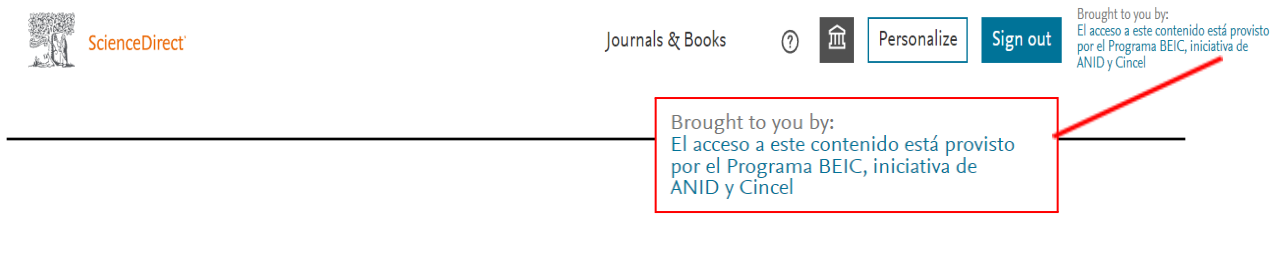 ScienceDirect
Journals & Books
?
Personalize
Sign out
Brought to you by:
El acceso a este contenido está provisto
por el Programa BEIC, iniciativa de
ANID y Cincel
Brought to you by:
El acceso a este contenido está provisto
por el Programa BEIC, iniciativa de
ANID y Cincel